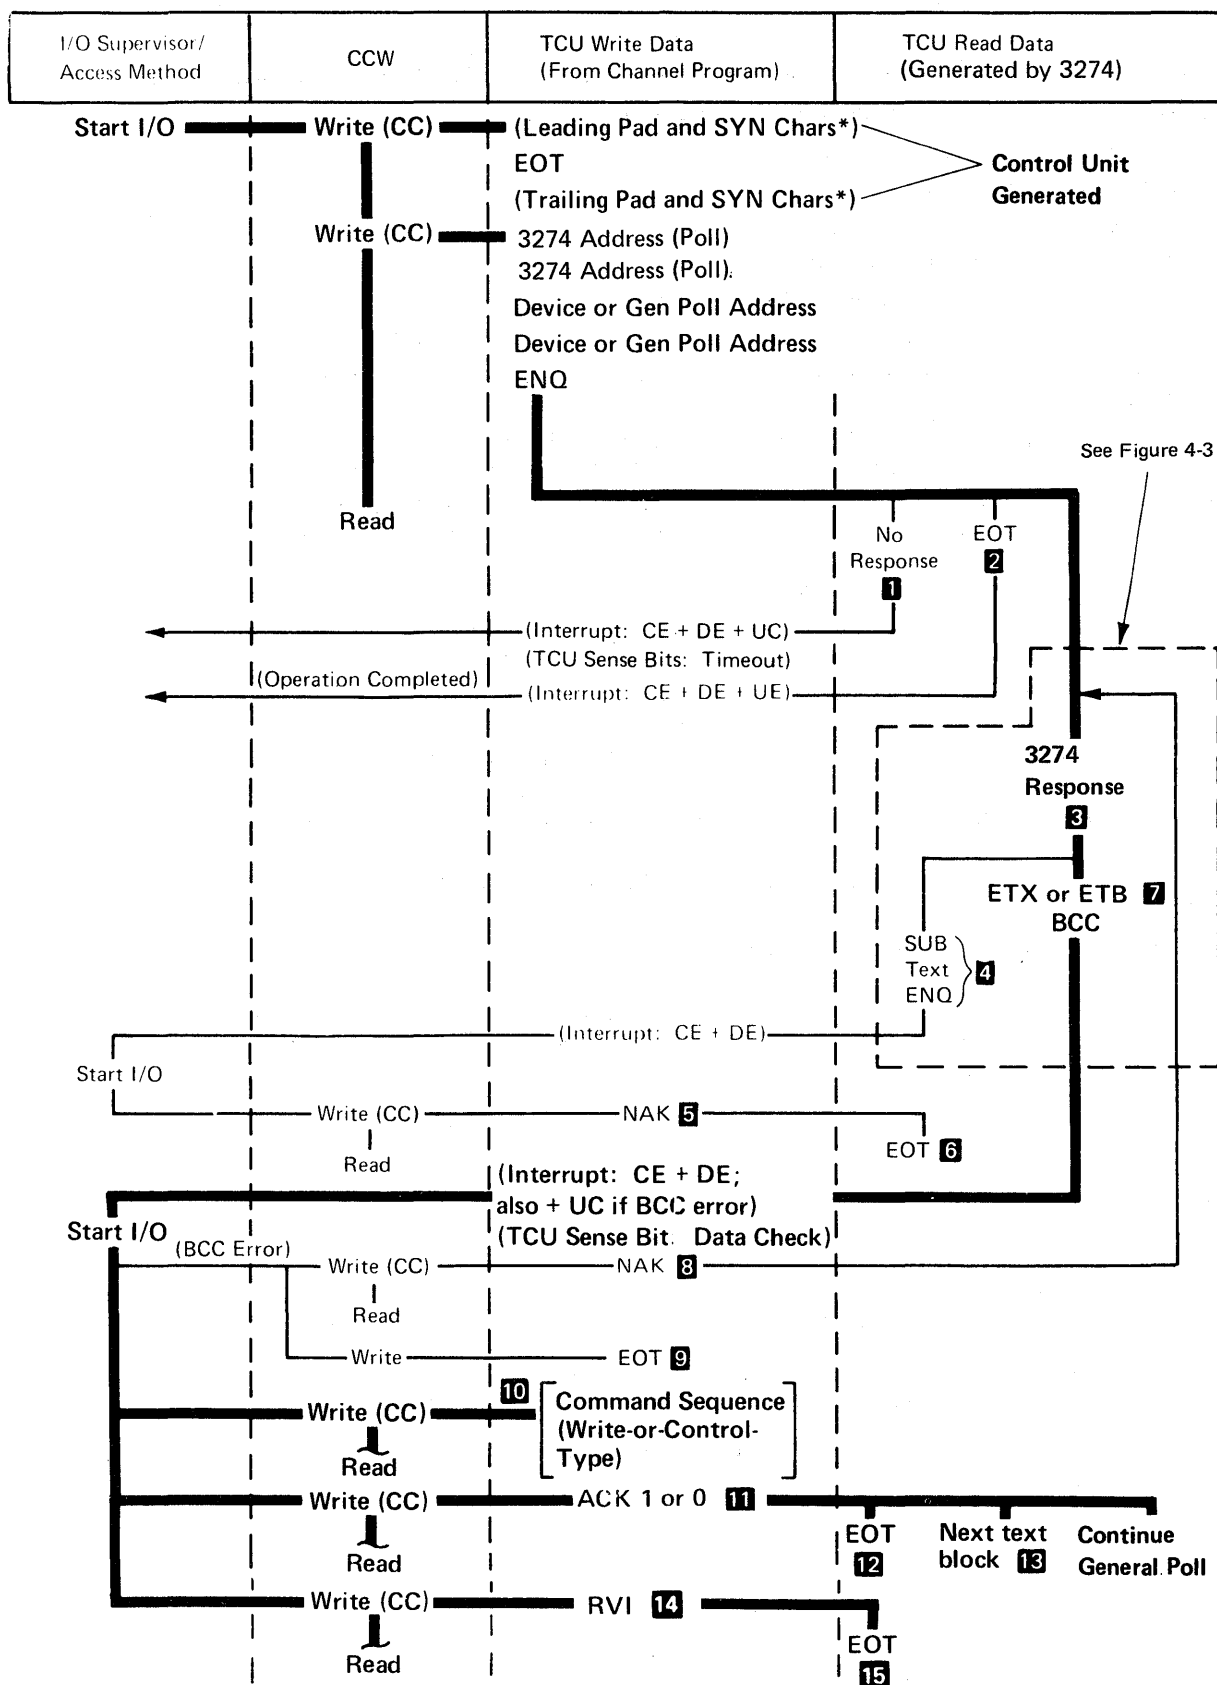 I/O Supervisor/
Access Method
CCW
TCU Write Data
(From Channel Program)
TCU Read Data
(Generated by 3274)
Start I/O
Write (CC)
(Leading Pad and SYN Chars*)
EOT
(Trailing Pad and SYN Chars*)
Control Unit
Generated
Write (CC)
3274 Address (Poll)
3274 Address (Poll)
Device or Gen Poll Address
Device or Gen Poll Address
ENQ
See Figure 4-3
Read
No
Response
1
EOT
2
(Interrupt: CE + DE + UC)
(TCU Sense Bits: Timeout)
(Operation Completed)
(Interrupt: CE + DE + UE)
3274
Response
3
ETX or ETB 7
BCC
SUB
Text
ENQ
4
(Interrupt: CE + DE)
Start I/O
Write (CC)
NAK 5
Read
EOT 6
(Interrupt: CE + DE;
also + UC if BCC error)
(TCU Sense Bit: Data Check)
Start I/O
(BCC Error)
Write (CC)
NAK 8
Read
Write
EOT 9
10
Write (CC)
Command Sequence
(Write-or-Control-
Type)
Read
Write (CC)
ACK 1 or 0 11
Read
EOT
12
Next text
block 13
Continue
General Poll
Write (CC)
RVI 14
Read
EOT
15